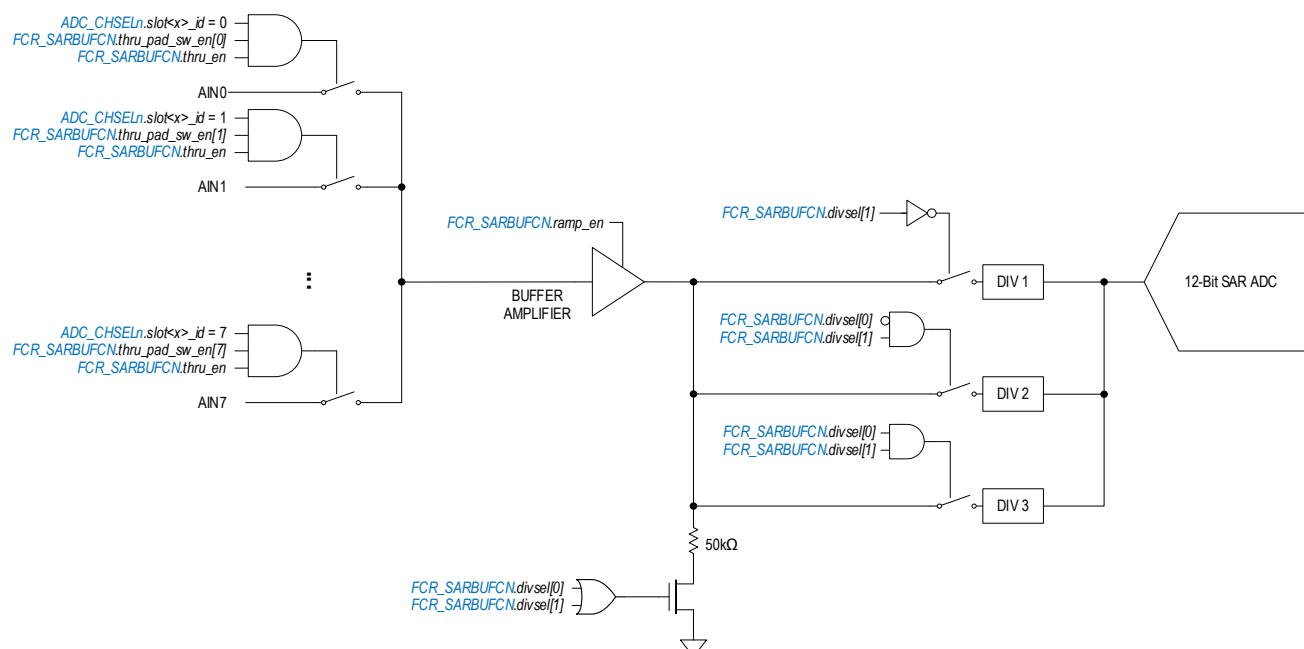 ADC_CHSELn.slot<x>_id = 0
FCR_SARBUFCN.thru_pad_sw_en[0]
FCR_SARBUFCN.thru_en
AIN0
ADC_CHSELn.slot<x>_id = 1
FCR_SARBUFCN.thru_pad_sw_en[1]
FCR_SARBUFCN.thru_en
AIN1
FCR_SARBUFCN.ramp_en
BUFFER
AMPLIFIER
...
ADC_CHSELn.slot<x>_id = 7
FCR_SARBUFCN.thru_pad_sw_en[7]
FCR_SARBUFCN.thru_en
AIN7
FCR_SARBUFCN.divsel[1]
DIV 1
12-Bit SAR ADC
FCR_SARBUFCN.divsel[0]
FCR_SARBUFCN.divsel[1]
DIV 2
FCR_SARBUFCN.divsel[0]
FCR_SARBUFCN.divsel[1]
DIV 3
50kΩ
FCR_SARBUFCN.divsel[0]
FCR_SARBUFCN.divsel[1]